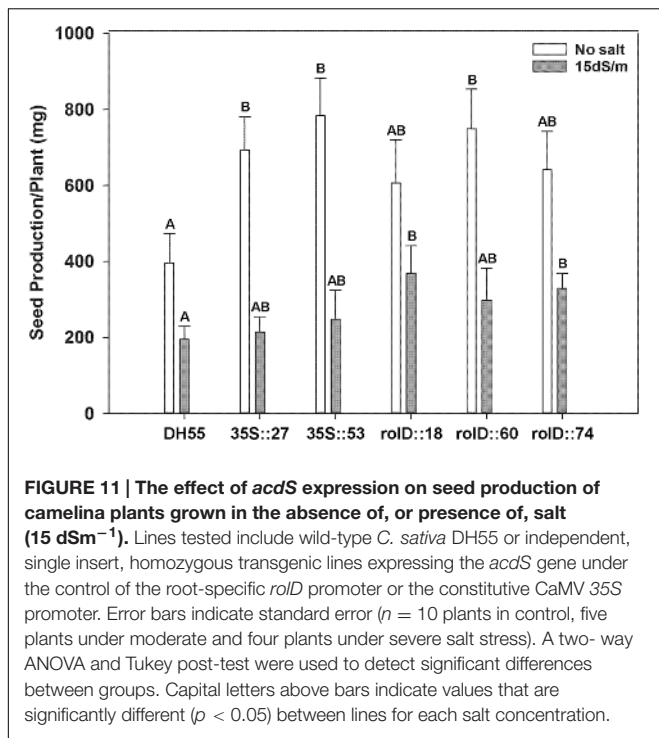 1000
800
600
400
200
0
Seed Production/Plant (mg)
No salt
15dS/m
A
A
B
AB
B
AB
AB
B
B
AB
AB
B
DH55 35S::27 35S::53 rolD::18 rolD::60 rolD::74
FIGURE 11 | The effect of acdS expression on seed production of
camelina plants grown in the absence of, or presence of, salt
(15 dSm−1). Lines tested include wild-type C. sativa DH55 or independent,
single insert, homozygous transgenic lines expressing the acdS gene under
the control of the root-specific rolD promoter or the constitutive CaMV 35S
promoter. Error bars indicate standard error (n = 10 plants in control, five
plants under moderate and four plants under severe salt stress). A two- way
ANOVA and Tukey post-test were used to detect significant differences
between groups. Capital letters above bars indicate values that are
significantly different (p < 0.05) between lines for each salt concentration.